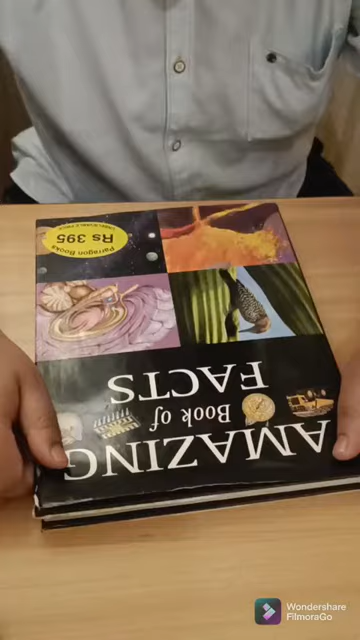 AMAZING
Book of
FACTS
Rs 395
Parragon Books
Wondershare
FilmoraGo